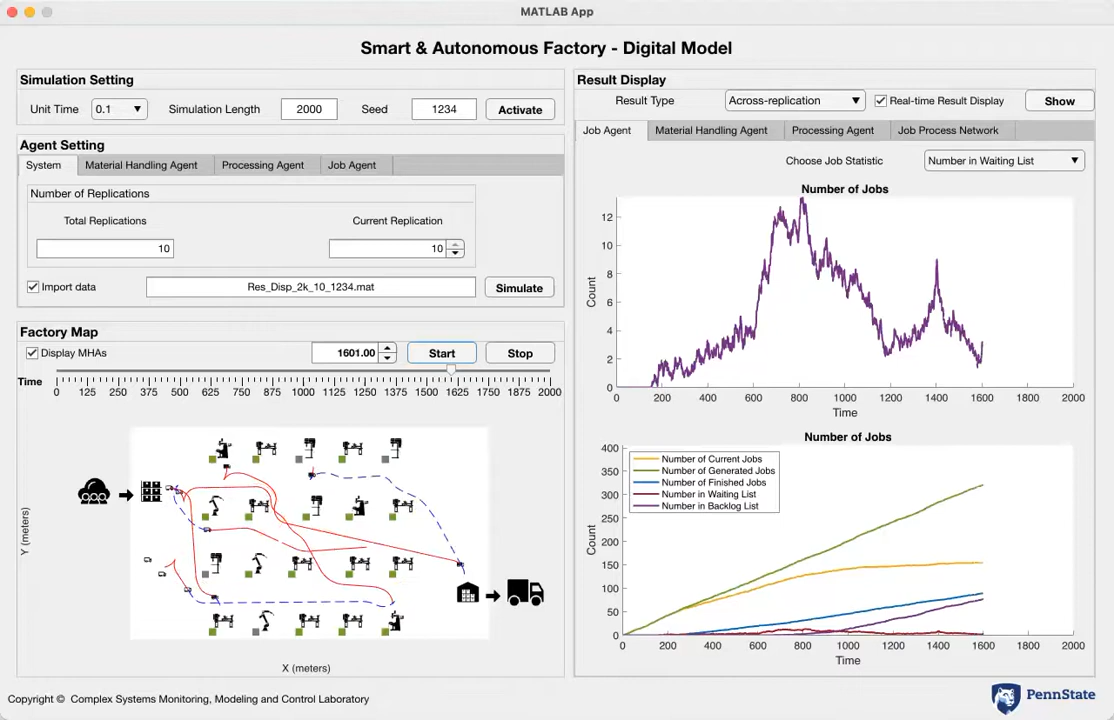 MATLAB App
Smart & Autonomous Factory - Digital Model
Simulation Setting
Unit Time 0.1 Simulation Length 2000 Seed 1234 Activate
Agent Setting
System Material Handling Agent Processing Agent Job Agent
Number of Replications
Total Replications Current Replication
10 10
Import data Res_Disp_2k_10_1234.mat Simulate
Factory Map
Display MHAs 1601.00 Start Stop
Time
0 125 250 375 500 625 750 875 1000 1125 1250 1375 1500 1625 1750 1875 2000
Y (meters)
X (meters)
Result Display
Result Type Across-replication Real-time Result Display Show
Job Agent Material Handling Agent Processing Agent Job Process Network
Choose Job Statistic Number in Waiting List
Number of Jobs
12
10
8
6
4
2
0
Count
0 200 400 600 800 1000 1200 1400 1600 1800 2000
Time
Number of Jobs
400
350
300
250
200
150
100
50
0
Count
Number of Current Jobs
Number of Generated Jobs
Number of Finished Jobs
Number in Waiting List
Number in Backlog List
0 200 400 600 800 1000 1200 1400 1600 1800 2000
Time
Copyright © Complex Systems Monitoring, Modeling and Control Laboratory
PennState